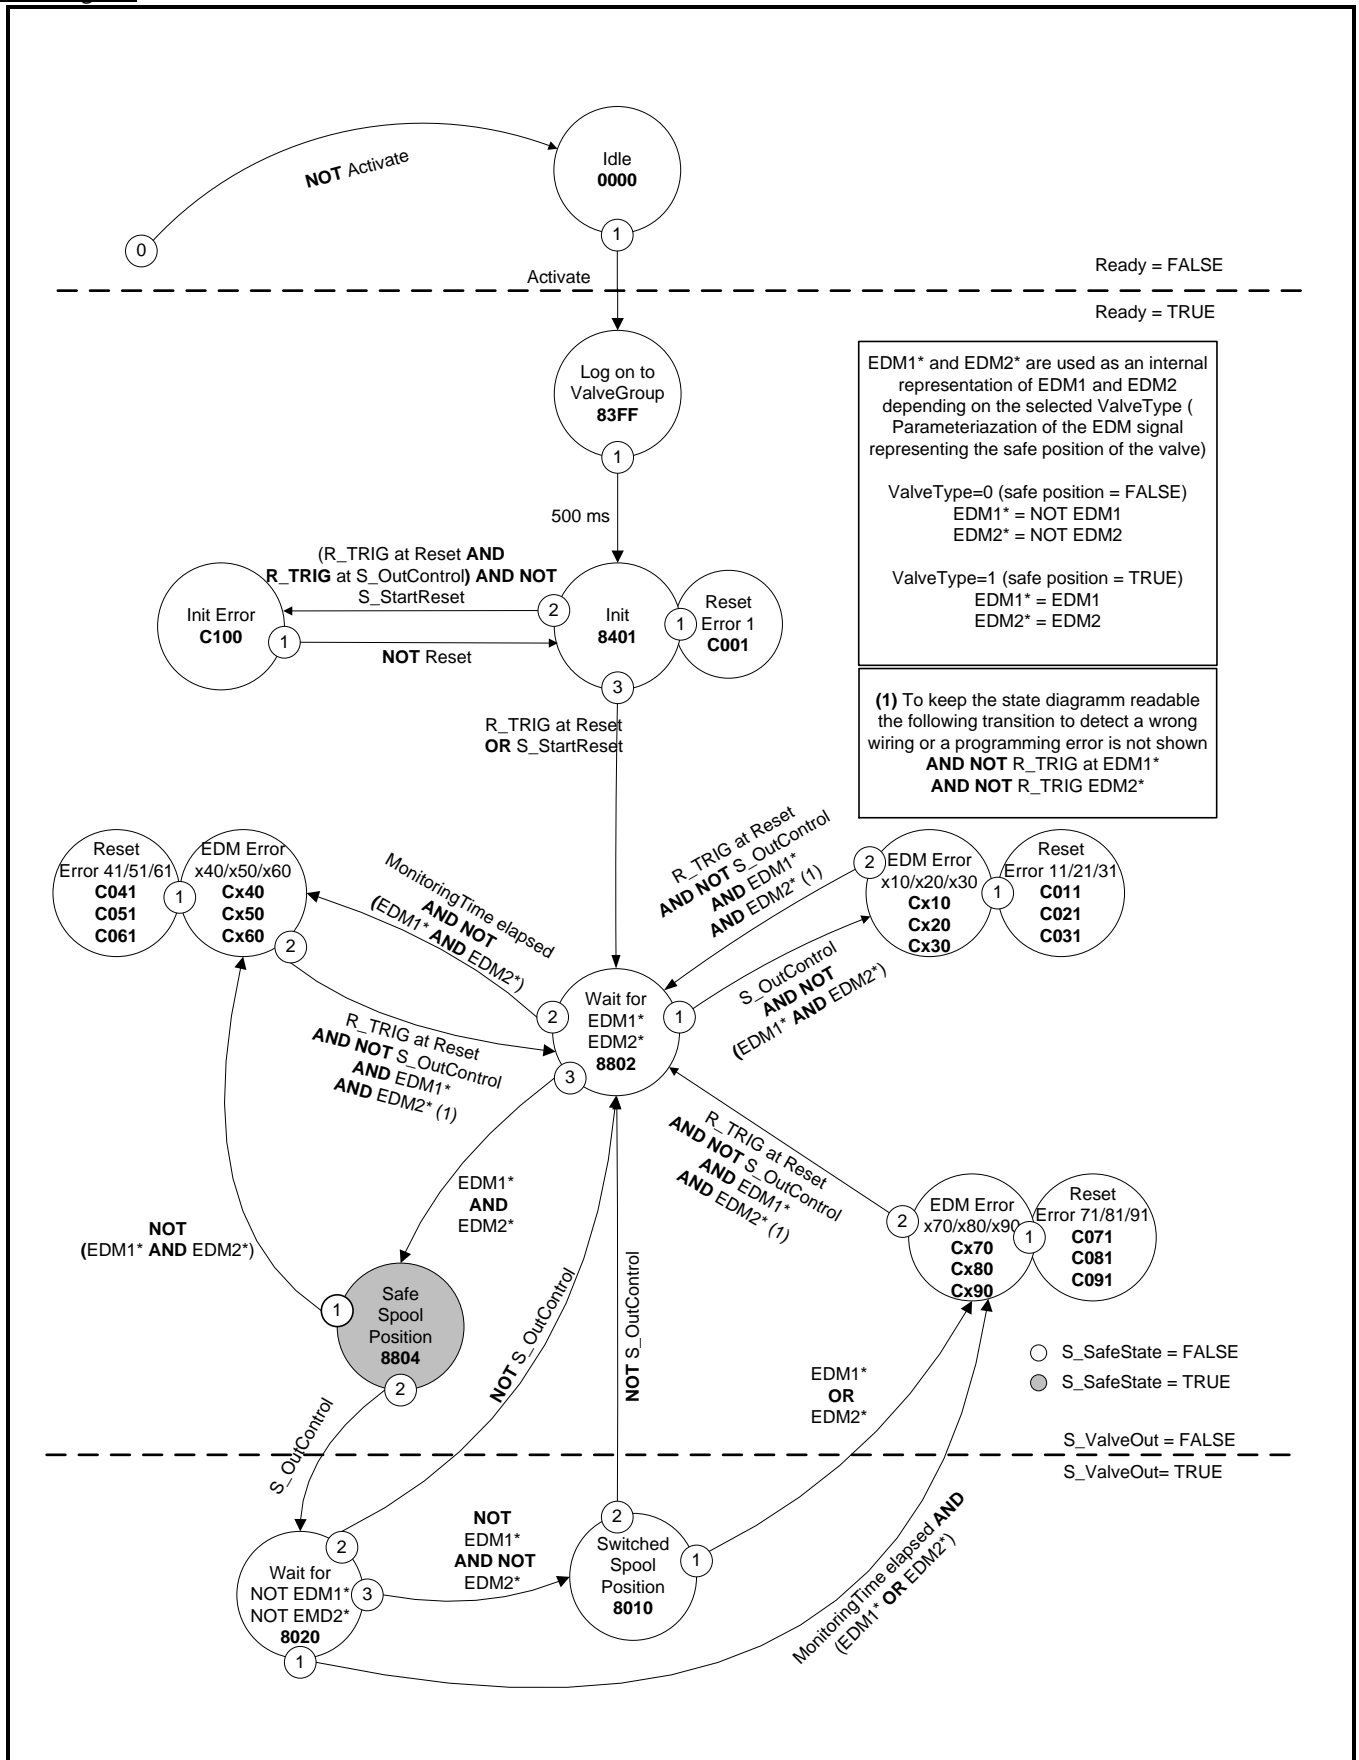 Idle
0000
1
NOT Activate
0
Activate
Ready = FALSE
Ready = TRUE
Log on to
ValveGroup
83FF
1
500 ms
EDM1* and EDM2* are used as an internal
representation of EDM1 and EDM2
depending on the selected ValveType (
Parameteriazation of the EDM signal
representing the safe position of the valve)
ValveType=0 (safe position = FALSE)
EDM1* = NOT EDM1
EDM2* = NOT EDM2
ValveType=1 (safe position = TRUE)
EDM1* = EDM1
EDM2* = EDM2
(R_TRIG at Reset AND
R_TRIG at S_OutControl) AND NOT
S_StartReset
Init Error
C100
1
NOT Reset
2
Init
8401
1
3
Reset
Error 1
C001
R_TRIG at Reset
OR S_StartReset
(1) To keep the state diagramm readable
the following transition to detect a wrong
wiring or a programming error is not shown
AND NOT R_TRIG at EDM1*
AND NOT R_TRIG EDM2*
Reset
Error 41/51/61
C041
C051
C061
1
EDM Error
x40/x50/x60
Cx40
Cx50
Cx60
2
MonitoringTime elapsed
AND NOT
(EDM1* AND EDM2*)
R_TRIG at Reset
AND NOT S_OutControl
AND EDM1*
AND EDM2* (1)
2
EDM Error
x10/x20/x30
Cx10
Cx20
Cx30
1
Reset
Error 11/21/31
C011
C021
C031
S_OutControl
AND NOT
(EDM1* AND EDM2*)
Wait for
EDM1*
EDM2*
8802
2
1
3
R_TRIG at Reset
AND NOT S_OutControl
AND EDM1*
AND EDM2* (1)
R_TRIG at Reset
AND NOT S_OutControl
AND EDM1*
AND EDM2* (1)
EDM1*
AND
EDM2*
NOT
(EDM1* AND EDM2*)
2
EDM Error
x70/x80/x90
Cx70
Cx80
Cx90
1
Reset
Error 71/81/91
C071
C081
C091
1
Safe
Spool
Position
8804
2
NOT S_OutControl
NOT S_OutControl
EDM1*
OR
EDM2*
S_SafeState = FALSE
S_SafeState = TRUE
S_OutControl
S_ValveOut = FALSE
S_ValveOut= TRUE
2
Wait for
NOT EDM1*
NOT EMD2*
8020
3
1
NOT
EDM1*
AND NOT
EDM2*
2
Switched
Spool
Position
8010
1
MonitoringTime elapsed AND
(EDM1* OR EDM2*)